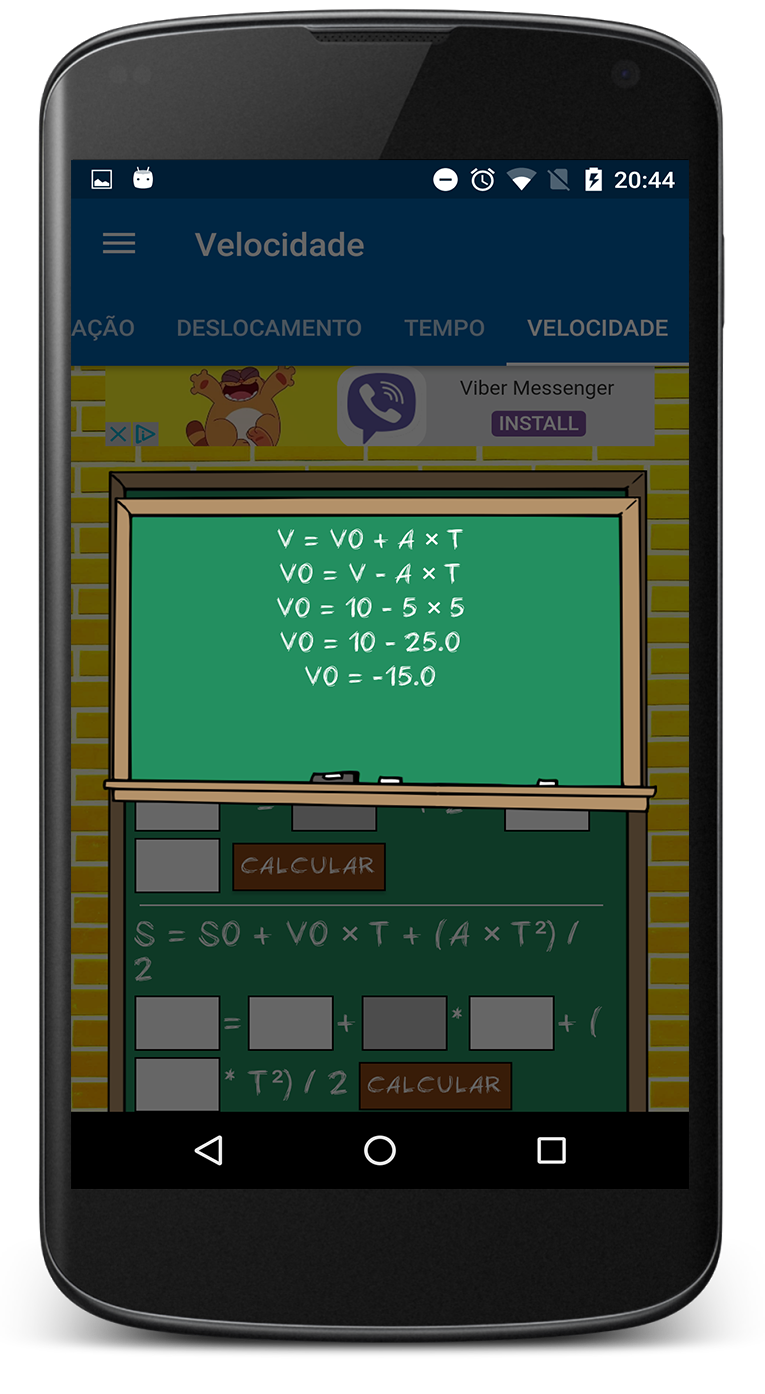 20:44
Velocidade
AÇÃO DESLOCAMENTO TEMPO VELOCIDADE
Viber Messenger
INSTALL
V = V0 + A × T
V0 = V - A × T
V0 = 10 - 5 × 5
V0 = 10 - 25.0
V0 = -15.0
CALCULAR
S = S0 + V0 × T + (A × T²) /
2
= + * + (
* T²) / 2 CALCULAR